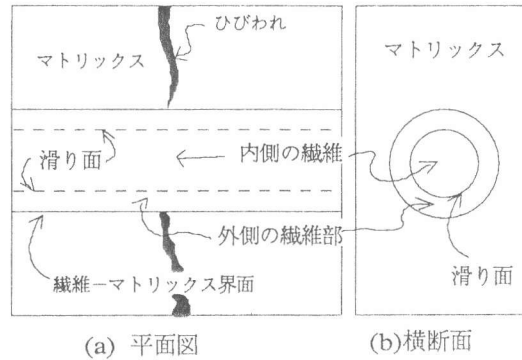 ひびわれ
マトリックス
マトリックス
滑り面
内側の繊維
外側の繊維部
繊維－マトリックス界面
滑り面
(a) 平面図
(b)横断面